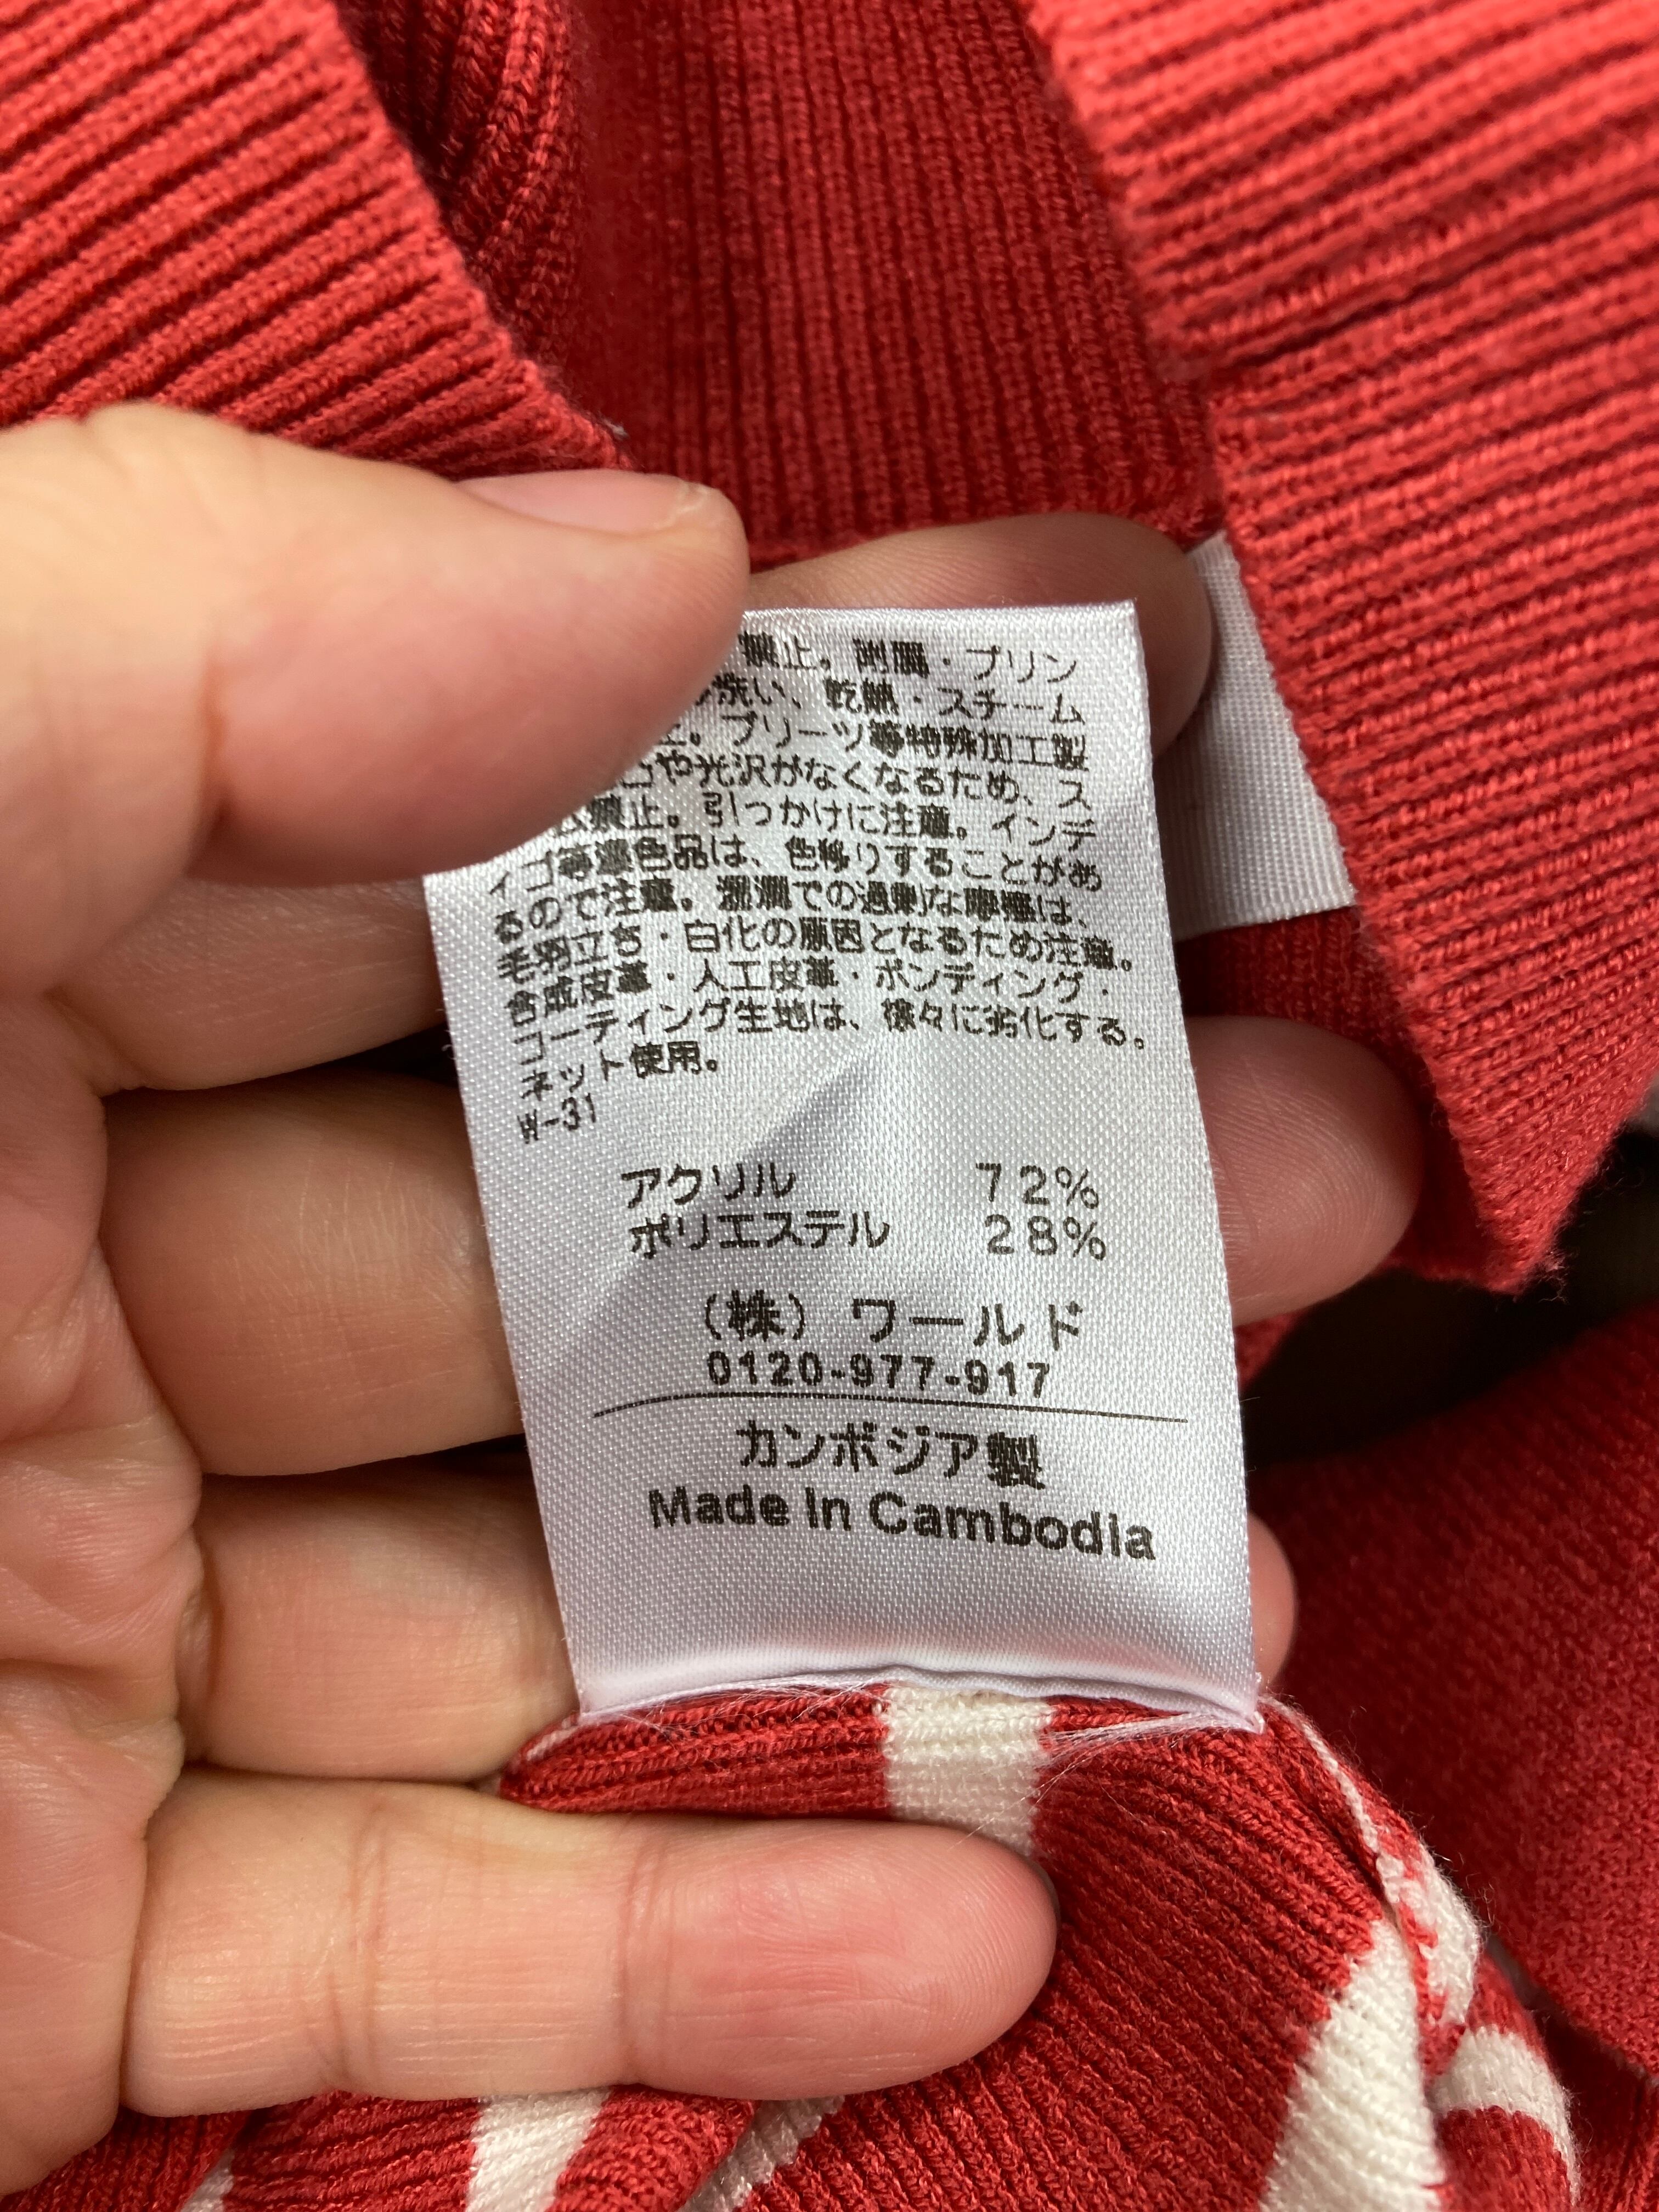 禁止。附属・プリン
洗い、乾熱・スチーム
。プリーツ等特殊加工製
や光沢がなくなるため、ス
禁止。引っかけに注意。インデ
ィゴ等濃色品は、色移りすることがあ
るので注意。湿潤での過剰な摩擦は、
毛羽立ち・白化の原因となるため注意。
合成皮革・人工皮革・ボンディング・
コーティング生地は、徐々に劣化する。
ネット使用。
W-31
アクリル 72%
ポリエステル 28%
(株) ワールド
0120-977-917
カンボジア製
Made In Cambodia